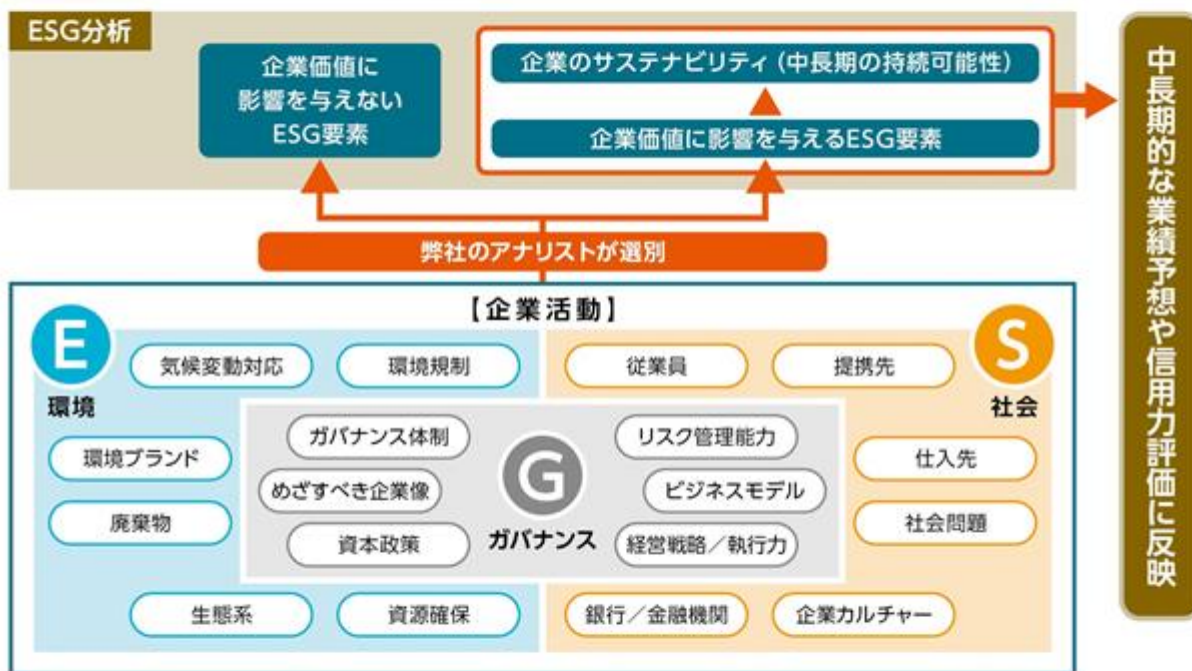 ESG分析
企業価値に
影響を与えない
ESG要素
企業のサステナビリティ（中長期の持続可能性）
企業価値に影響を与えるESG要素
中長期的な業績予想や信用力評価に反映
弊社のアナリストが選別
【企業活動】
E
環境
気候変動対応
環境規制
従業員
提携先
S
社会
環境ブランド
廃棄物
ガバナンス体制
めざすべき企業像
資本政策
G
ガバナンス
リスク管理能力
ビジネスモデル
経営戦略／執行力
仕入先
社会問題
生態系
資源確保
銀行／金融機関
企業カルチャー